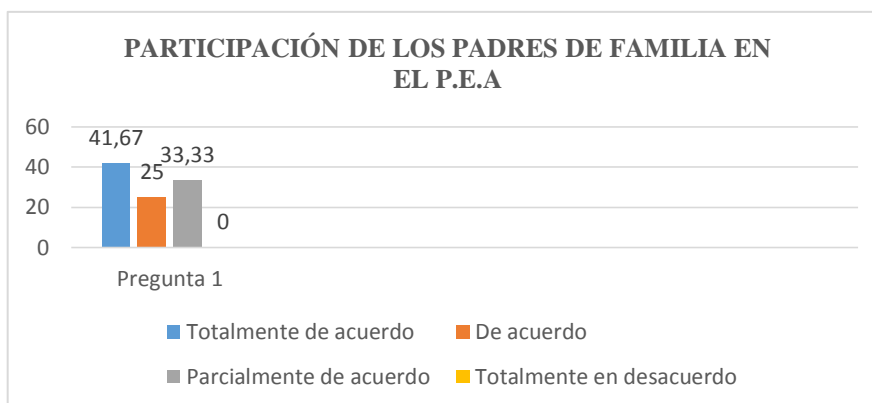 PARTICIPACIÓN DE LOS PADRES DE FAMILIA EN
EL P.E.A
60
40
20
0
41,67
25
33,33
0
Pregunta 1
Totalmente de acuerdo
De acuerdo
Parcialmente de acuerdo
Totalmente en desacuerdo